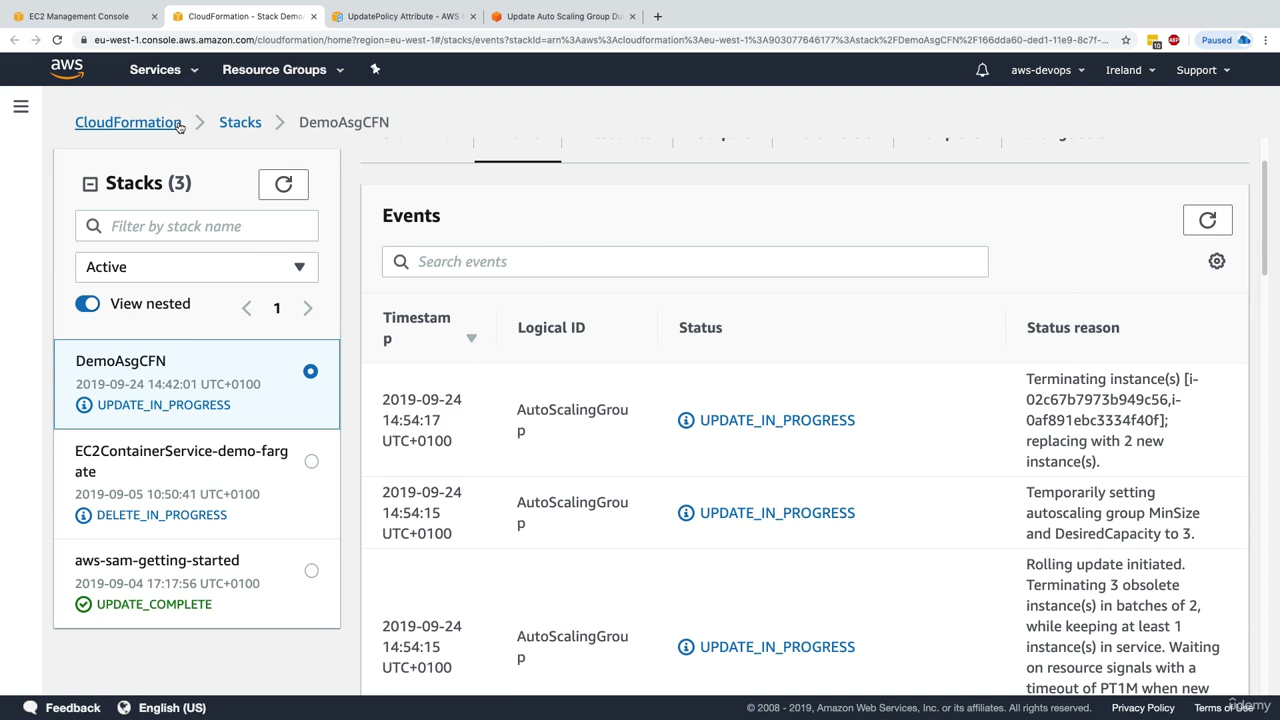 EC2 Management Console
CloudFormation - Stack Demo
UpdatePolicy Attribute - AWS
Update Auto Scaling Group Du
eu-west-1.console.aws.amazon.com/cloudformation/home?region=eu-west-1#/stacks/events?stackId=arn%3Aaws%3Acloudformation%3Aeu-west-1%3A903077646177%3Astack%2FDemoAsgCFN%2F166dda60-ded1-11e9-8c7f-...
10
ABP
Paused
aws
Services
Resource Groups
aws-devops
Ireland
Support
CloudFormation
Stacks
DemoAsgCFN
Stacks (3)
Filter by stack name
Active
View nested
1
DemoAsgCFN
2019-09-24 14:42:01 UTC+0100
UPDATE_IN_PROGRESS
EC2ContainerService-demo-farg
ate
2019-09-05 10:50:41 UTC+0100
DELETE_IN_PROGRESS
aws-sam-getting-started
2019-09-04 17:17:56 UTC+0100
UPDATE_COMPLETE
Events
Search events
Timestam
p
Logical ID
Status
Status reason
2019-09-24
14:54:17
UTC+0100
AutoScalingGrou
p
UPDATE_IN_PROGRESS
Terminating instance(s) [i-
02c67b7973b949c56,i-
0af891ebc3334f40f];
replacing with 2 new
instance(s).
2019-09-24
14:54:15
UTC+0100
AutoScalingGrou
p
UPDATE_IN_PROGRESS
Temporarily setting
autoscaling group MinSize
and DesiredCapacity to 3.
2019-09-24
14:54:15
UTC+0100
AutoScalingGrou
p
UPDATE_IN_PROGRESS
Rolling update initiated.
Terminating 3 obsolete
instance(s) in batches of 2,
while keeping at least 1
instance(s) in service. Waiting
on resource signals with a
timeout of PT1M when new
Feedback
English (US)
© 2008 - 2019, Amazon Web Services, Inc. or its affiliates. All rights reserved.
Privacy Policy
Terms of Use
Udemy